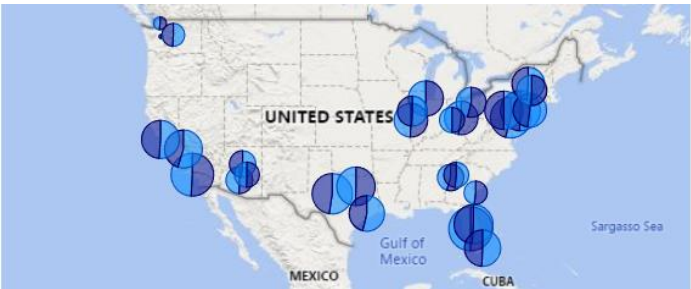 UNITED STATES
Sargasso Sea
Gulf of
Mexico
MEXICO
CUBA